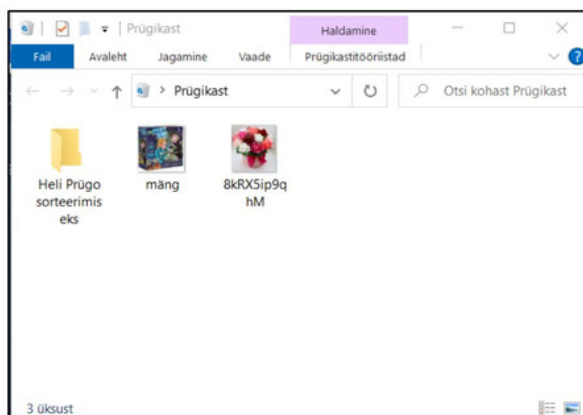 Prügikast
Haldamine
Fail Avaleht Jagamine Vaade Prügikastitööriistad
Prügikast
Otsi kohast Prügikast
Heli Prügo
sorteerimis
eks
mäng
8kRX5ip9q
hM
3 üksust